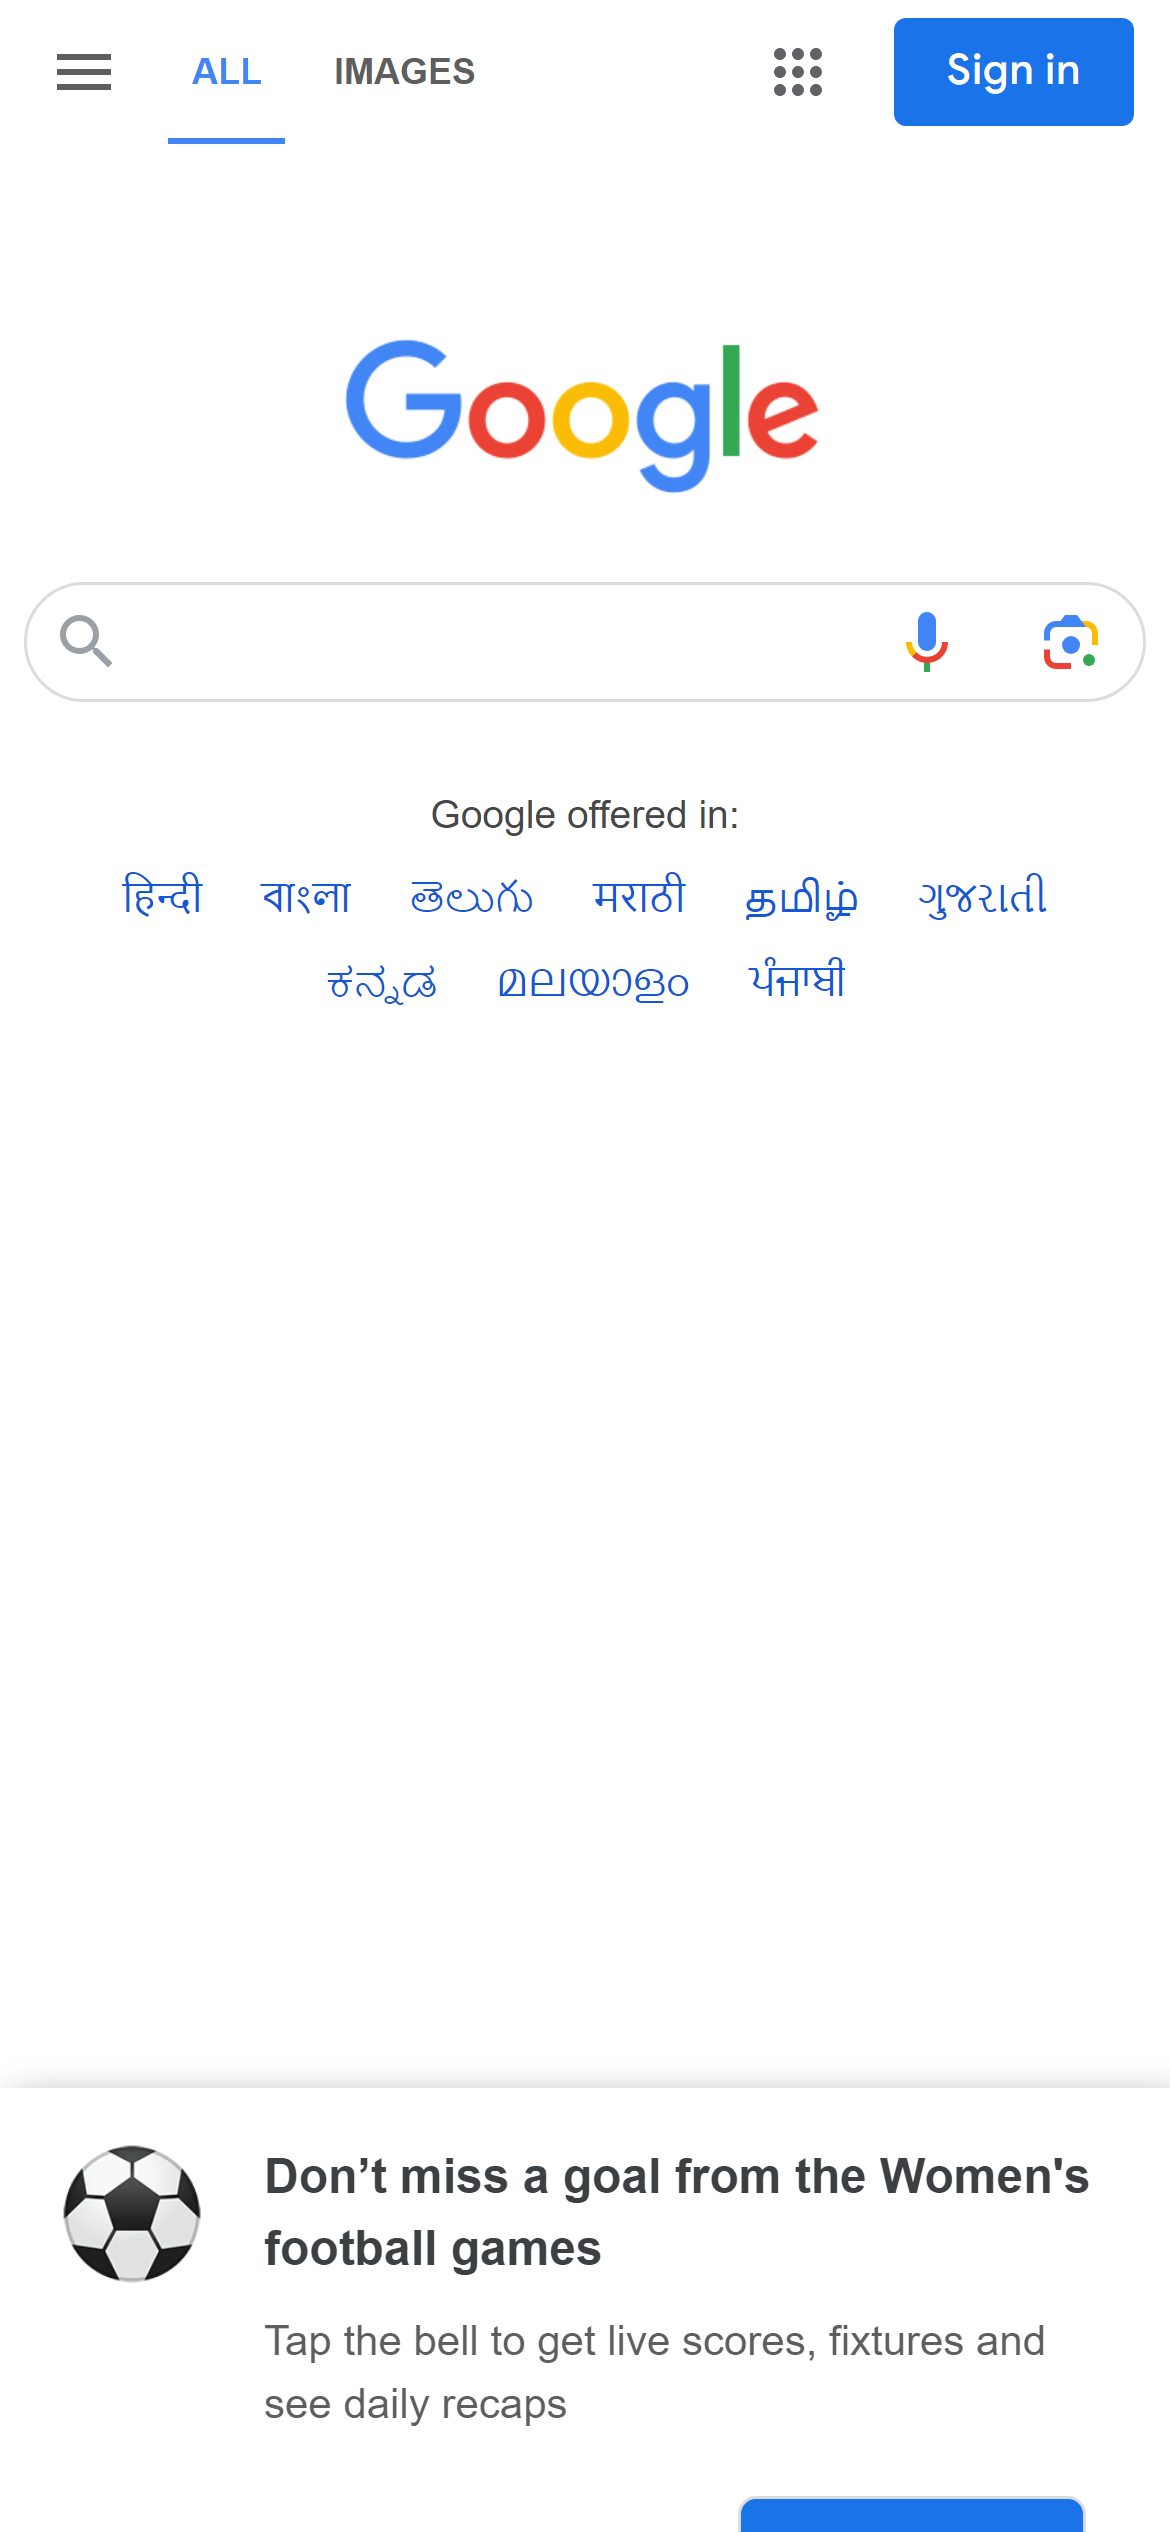 ALL IMAGES Sign in
Google
Google offered in:
हिन्दी বাংলা తెలుగు मराठी தமிழ் ગુજરાતી
ಕನ್ನಡ മലയാളം ਪੰਜਾਬੀ
Don’t miss a goal from the Women's
football games
Tap the bell to get live scores, fixtures and
see daily recaps